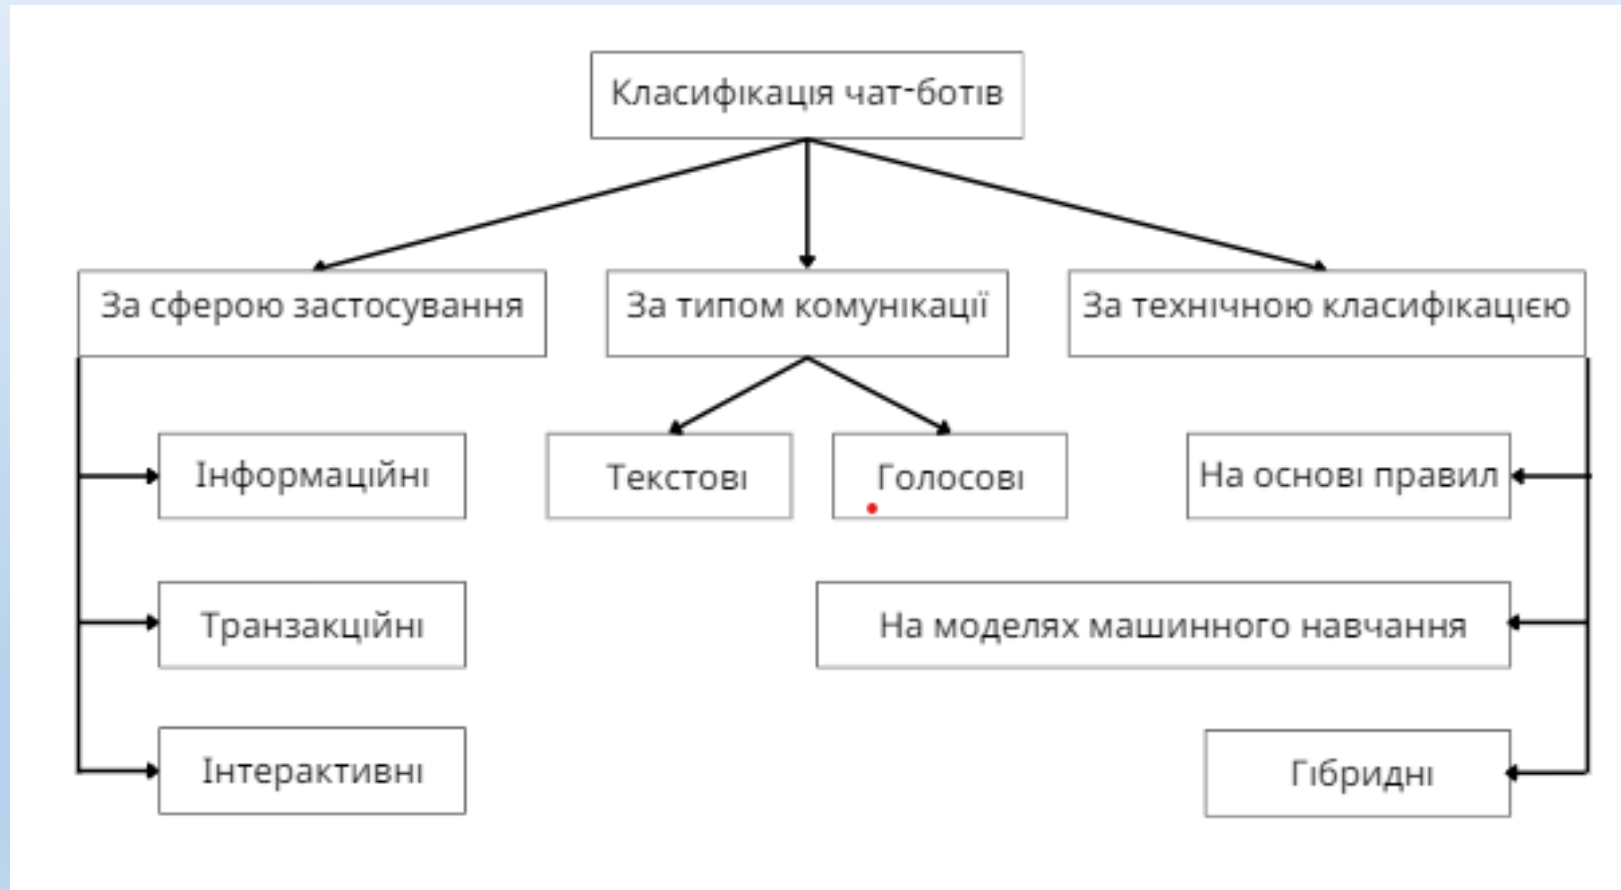 Класифікація чат-ботів
За сферою застосування
За типом комунікації
За технічною класифікацією
Інформаційні
Текстові
Голосові
На основі правил
Транзакційні
На моделях машинного навчання
Інтерактивні
Гібридні